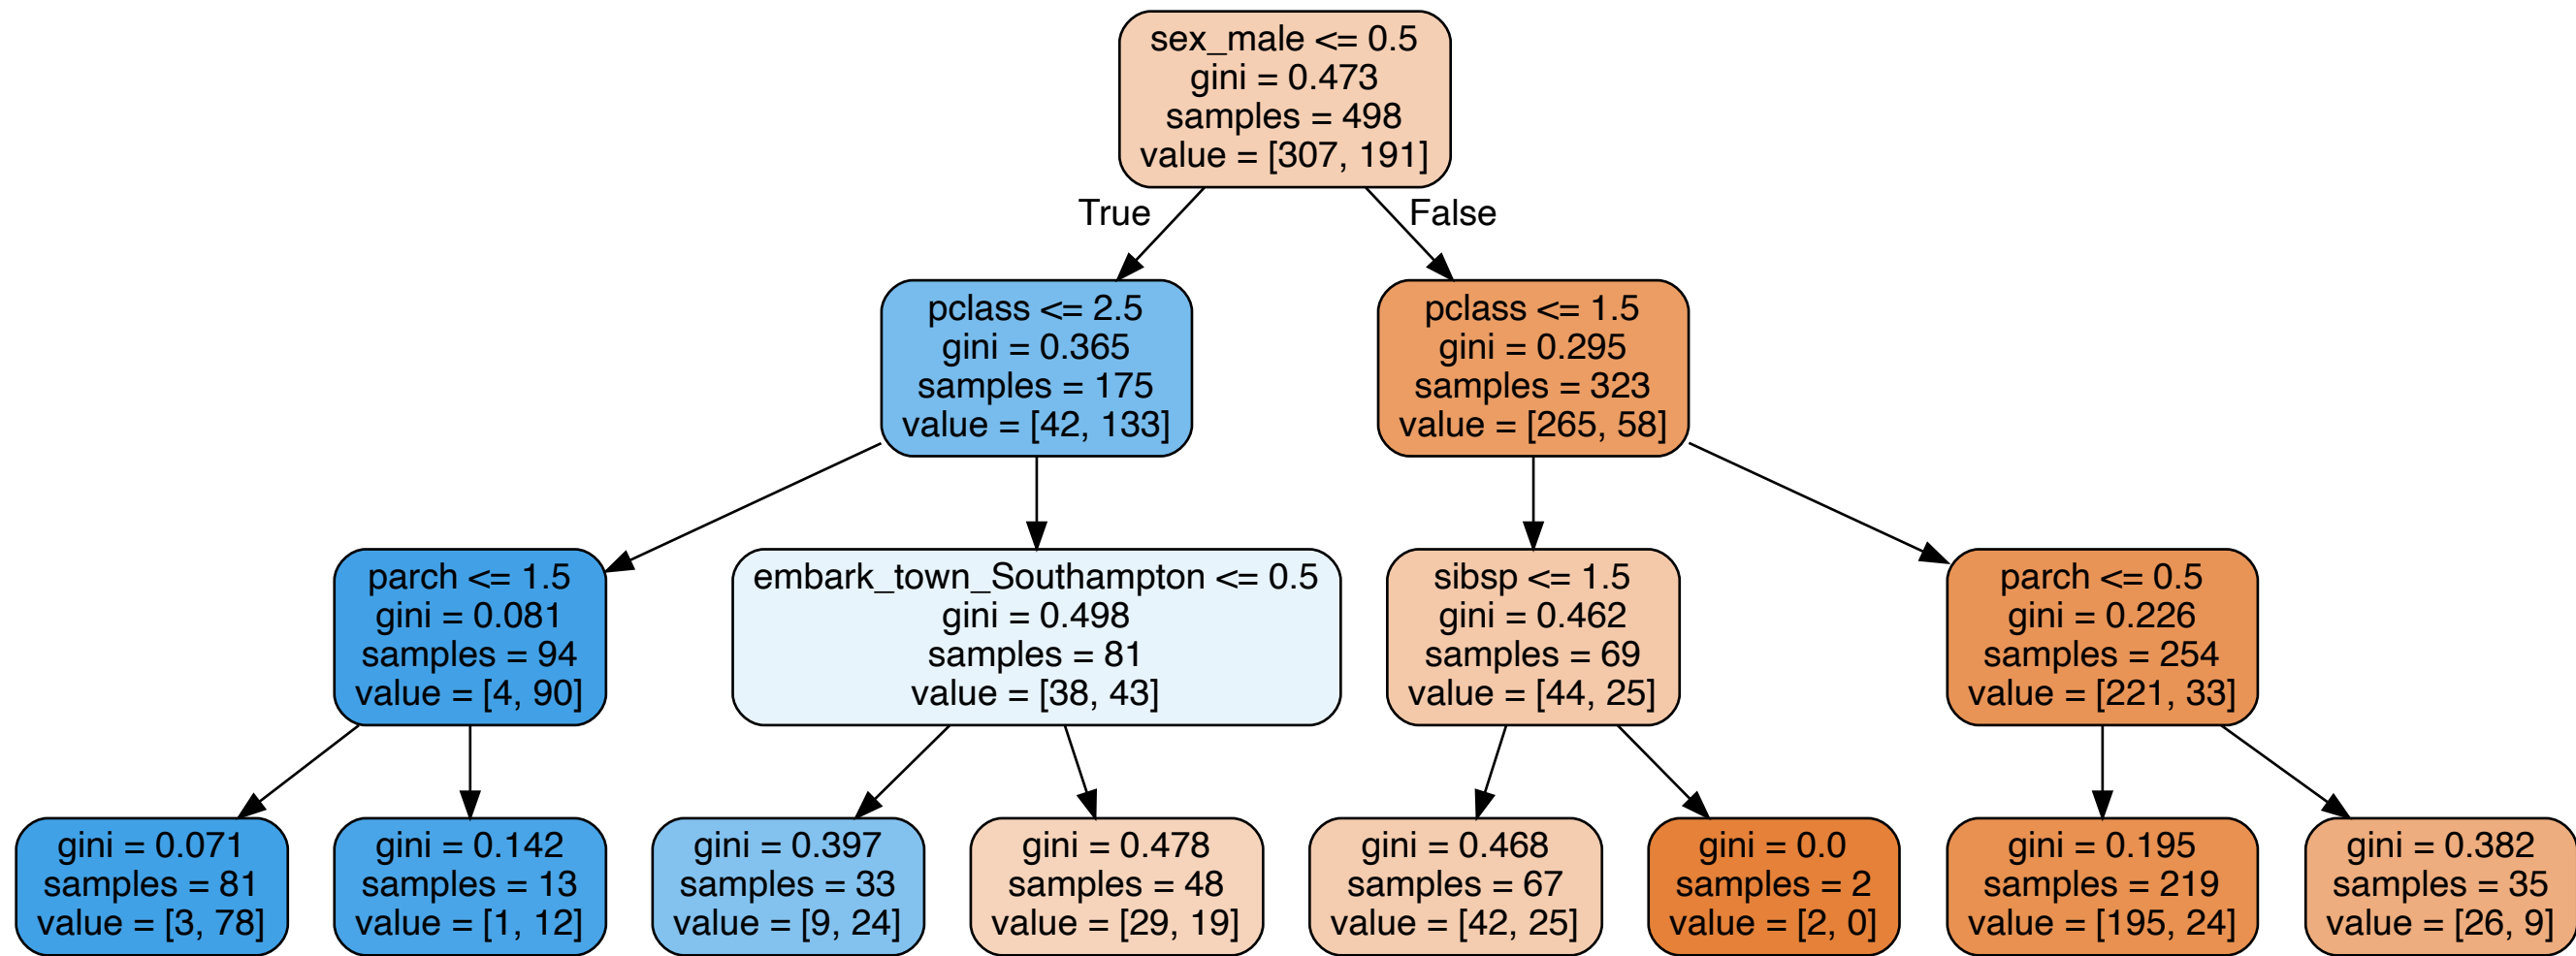 sex_male <= 0.5
gini = 0.473
samples = 498
value = [307, 191]
True
False
pclass <= 2.5
gini = 0.365
samples = 175
value = [42, 133]
pclass <= 1.5
gini = 0.295
samples = 323
value = [265, 58]
parch <= 1.5
gini = 0.081
samples = 94
value = [4, 90]
embark_town_Southampton <= 0.5
gini = 0.498
samples = 81
value = [38, 43]
sibsp <= 1.5
gini = 0.462
samples = 69
value = [44, 25]
parch <= 0.5
gini = 0.226
samples = 254
value = [221, 33]
gini = 0.071
samples = 81
value = [3, 78]
gini = 0.142
samples = 13
value = [1, 12]
gini = 0.397
samples = 33
value = [9, 24]
gini = 0.478
samples = 48
value = [29, 19]
gini = 0.468
samples = 67
value = [42, 25]
gini = 0.0
samples = 2
value = [2, 0]
gini = 0.195
samples = 219
value = [195, 24]
gini = 0.382
samples = 35
value = [26, 9]